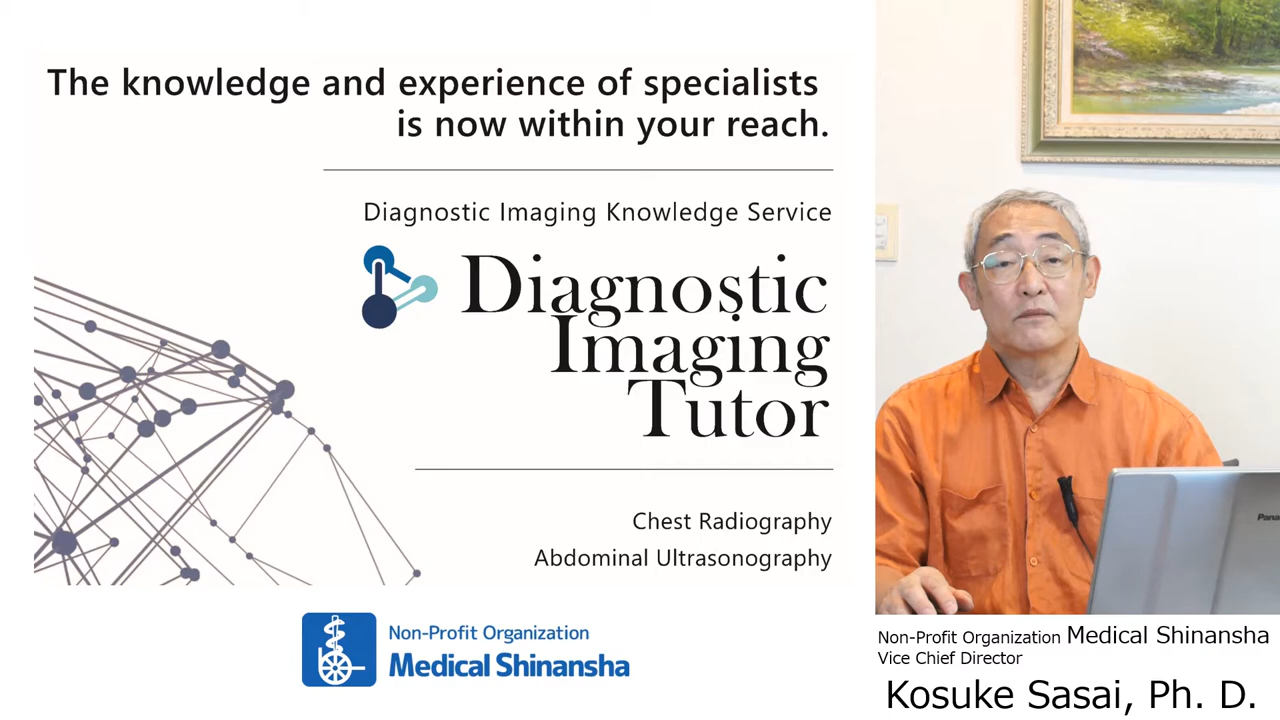 The knowledge and experience of specialists
is now within your reach.
Diagnostic Imaging Knowledge Service
Diagnostic
Imaging
Tutor
Chest Radiography
Abdominal Ultrasonography
Non-Profit Organization
Medical Shinansha
Non-Profit Organization Medical Shinansha
Vice Chief Director
Kosuke Sasai, Ph. D.